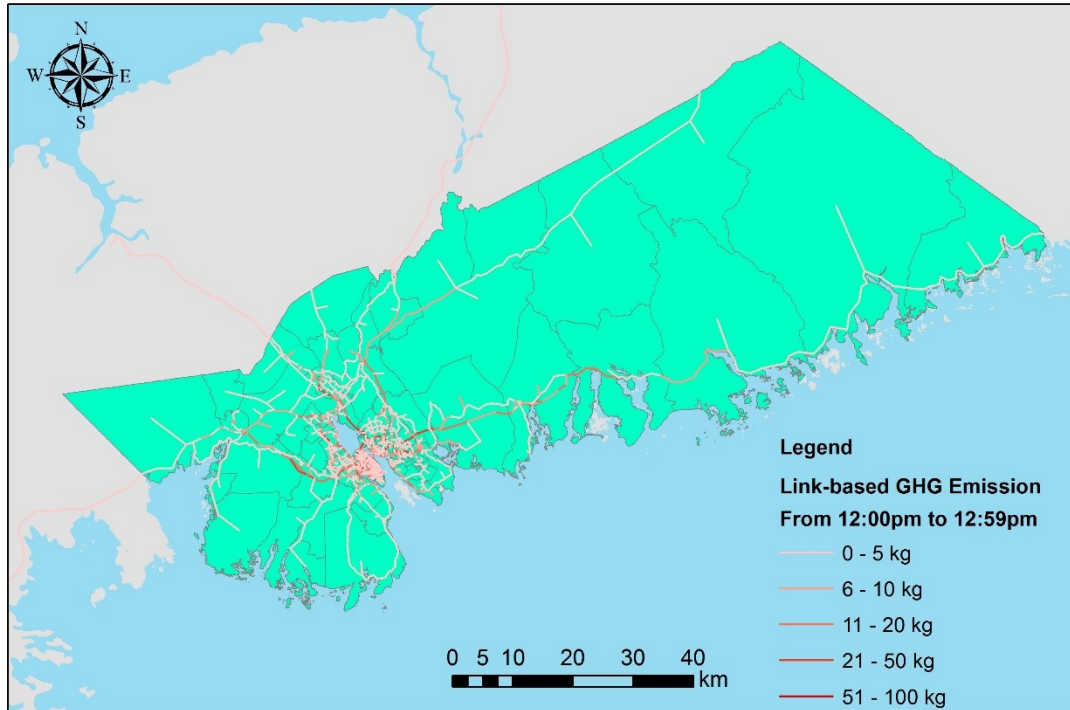 N
W E
S
Legend
Link-based GHG Emission
From 12:00pm to 12:59pm
0 - 5 kg
6 - 10 kg
11 - 20 kg
21 - 50 kg
51 - 100 kg
0 5 10 20 30 40
km